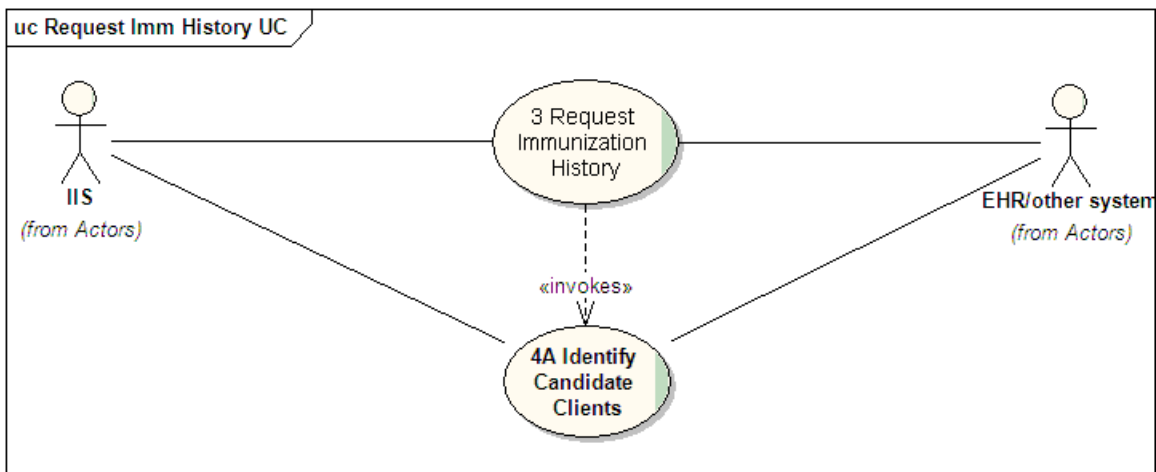 uc Request Imm History UC
3 Request
Immunization
History
IIS
(from Actors)
EHR/other system
(from Actors)
«invokes»
4A Identify
Candidate
Clients